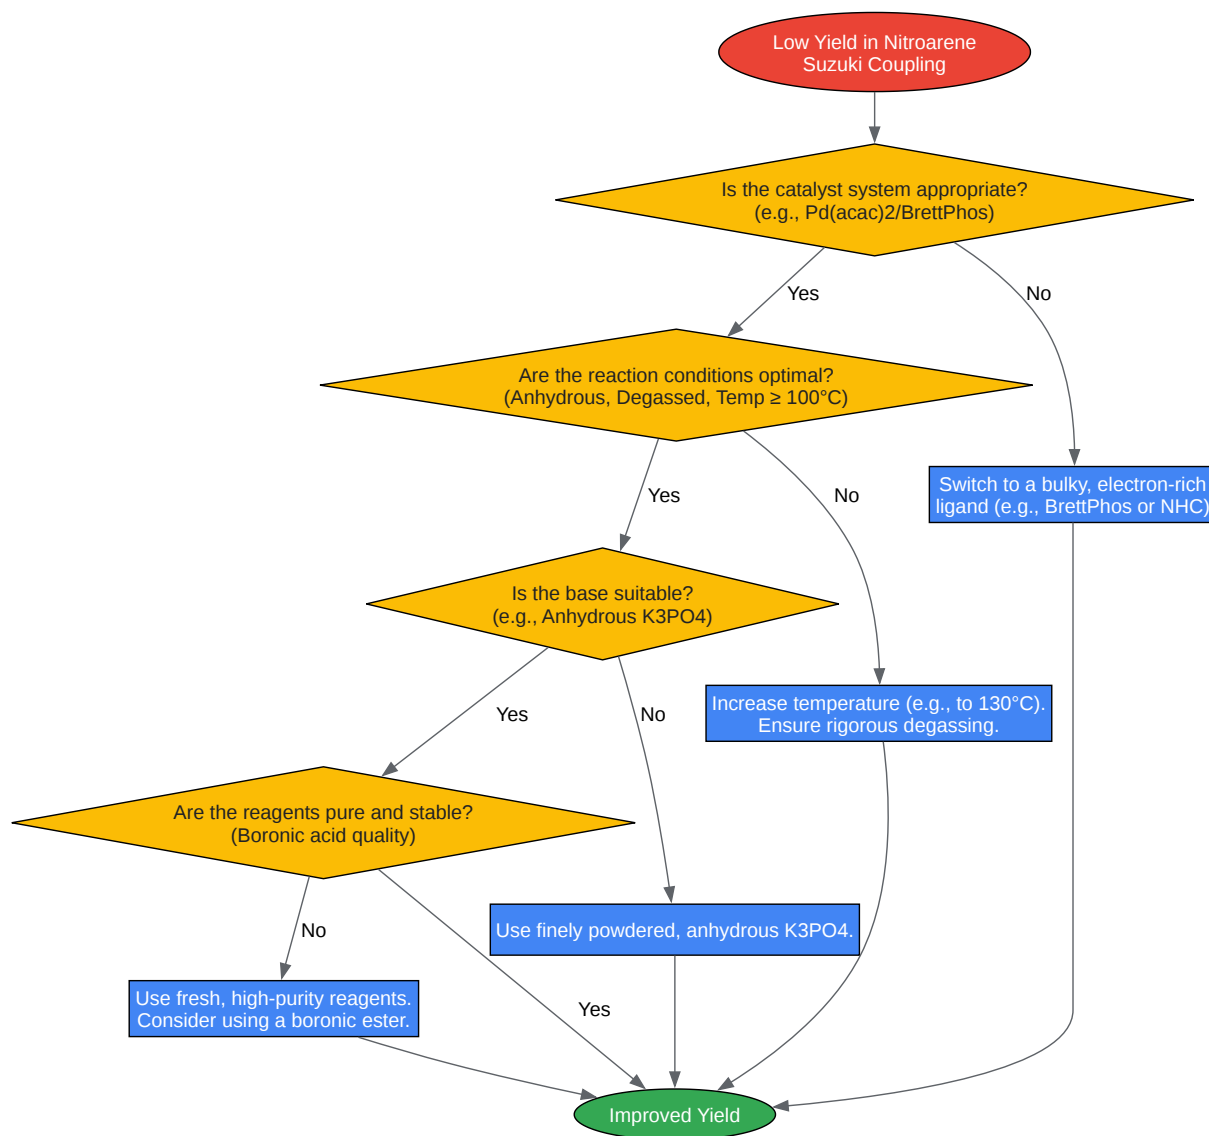 Low Yield in Nitroarene
Suzuki Coupling
Is the catalyst system appropriate?
(e.g., Pd(acac)2/BrettPhos)
Yes
No
Are the reaction conditions optimal?
(Anhydrous, Degassed, Temp ≥ 100°C)
Yes
No
Switch to a bulky, electron-rich
ligand (e.g., BrettPhos or NHC)
Is the base suitable?
(e.g., Anhydrous K3PO4)
Yes
No
Increase temperature (e.g., to 130°C).
Ensure rigorous degassing.
Are the reagents pure and stable?
(Boronic acid quality)
No
Yes
Use finely powdered, anhydrous K3PO4.
Use fresh, high-purity reagents.
Consider using a boronic ester.
Improved Yield